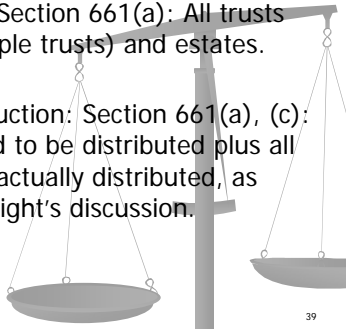 Section 661(a): All trusts
ple trusts) and estates.
uction: Section 661(a), (c):
d to be distributed plus all
actually distributed, as
ight's discussion.
39